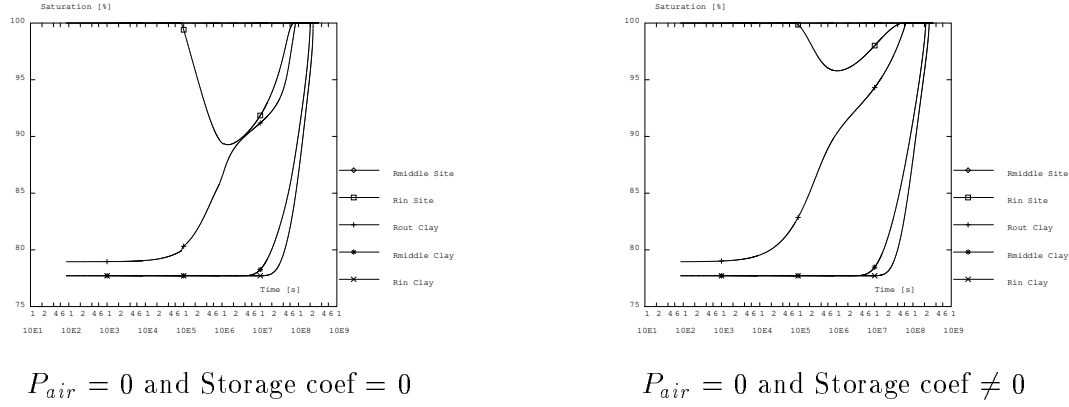 Saturation [%]
100
95
90
85
80
75
Rmiddle Site
Rin Site
Rout Clay
Rmiddle Clay
Rin Clay
Time [s]
1 2 4 6 1 2 4 6 1 2 4 6 1 2 4 6 1 2 4 6 1 2 4 6 1 2 4 6 1 2 4 6 1
10E1 10E2 10E3 10E4 10E5 10E6 10E7 10E8 10E9
P_air = 0 and Storage coef = 0
Saturation [%]
100
95
90
85
80
75
Rmiddle Site
Rin Site
Rout Clay
Rmiddle Clay
Rin Clay
Time [s]
1 2 4 6 1 2 4 6 1 2 4 6 1 2 4 6 1 2 4 6 1 2 4 6 1 2 4 6 1 2 4 6 1
10E1 10E2 10E3 10E4 10E5 10E6 10E7 10E8 10E9
P_air = 0 and Storage coef ≠ 0